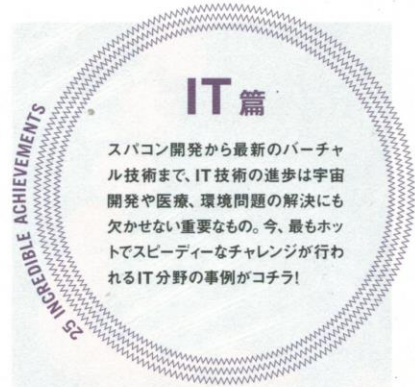 IT篇
スパコン開発から最新のバーチャ
ル技術まで、IT技術の進歩は宇宙
開発や医療、環境問題の解決にも
欠かせない重要なもの。今、最もホッ
トでスピーディーなチャレンジが行わ
れるIT分野の事例がコチラ!
25 INCREDIBLE ACHIEVEMENTS